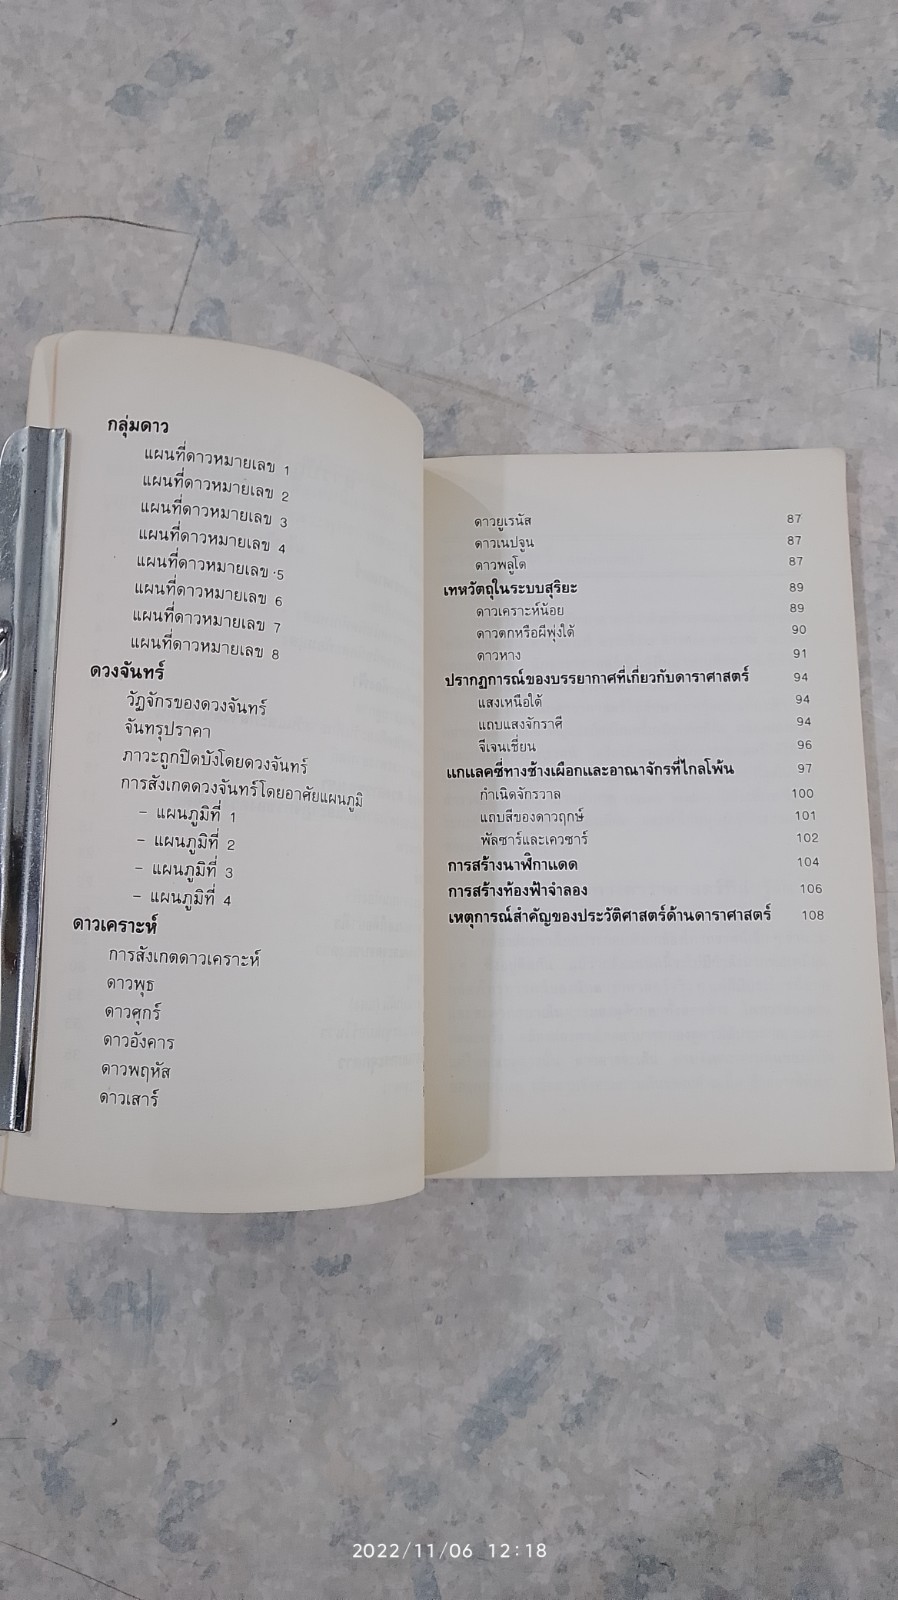 กลุ่มดาว
แผนที่ดาวหมายเลข 1
แผนที่ดาวหมายเลข 2
แผนที่ดาวหมายเลข 3
แผนที่ดาวหมายเลข 4
แผนที่ดาวหมายเลข 5
แผนที่ดาวหมายเลข 6
แผนที่ดาวหมายเลข 7
แผนที่ดาวหมายเลข 8
ดวงจันทร์
วัฏจักรของดวงจันทร์
จันทรุปราคา
ภาวะถูกปิดบังโดยดวงจันทร์
การสังเกตดวงจันทร์โดยอาศัยแผนภูมิ
– แผนภูมิที่ 1
– แผนภูมิที่ 2
– แผนภูมิที่ 3
– แผนภูมิที่ 4
ดาวเคราะห์
การสังเกตดาวเคราะห์
ดาวพุธ
ดาวศุกร์
ดาวอังคาร
ดาวพฤหัส
ดาวเสาร์
ดาวยูเรนัส 87
ดาวเนปจูน 87
ดาวพลูโต 87
เทหวัตถุในระบบสุริยะ 89
ดาวเคราะห์น้อย 89
ดาวตกหรือผีพุ่งใต้ 90
ดาวหาง 91
ปรากฏการณ์ของบรรยากาศที่เกี่ยวกับดาราศาสตร์ 94
แสงเหนือใต้ 94
แถบแสงจักราศี 94
จีเจนเชี่ยน 96
แกแลคซี่ทางช้างเผือกและอาณาจักรที่ไกลโพ้น 97
กำเนิดจักรวาล 100
แถบสีของดาวฤกษ์ 101
พัลซาร์และเควซาร์ 102
การสร้างนาฬิกาแดด 104
การสร้างท้องฟ้าจำลอง 106
เหตุการณ์สำคัญของประวัติศาสตร์ด้านดาราศาสตร์ 108
2022/11/06 12:18